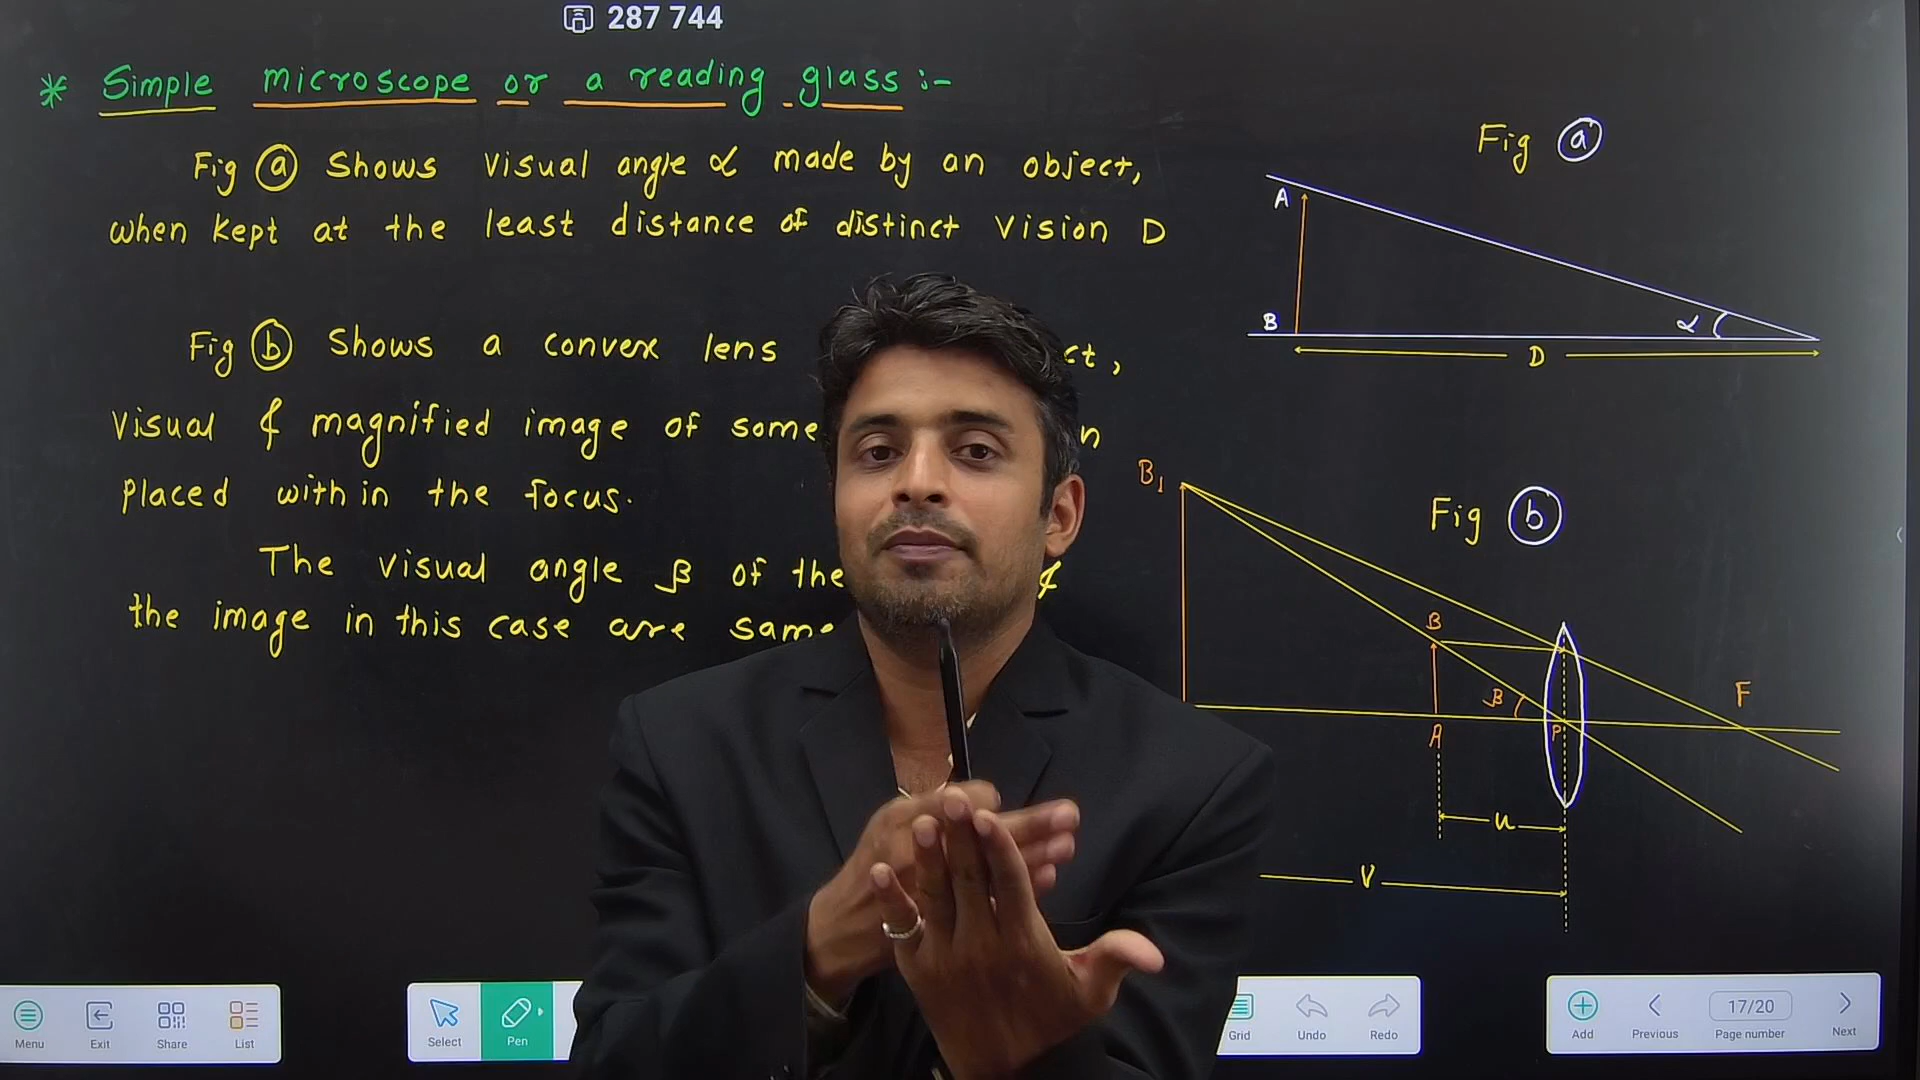 287 744
* Simple microscope or a reading glass :-
Fig (a) Shows Visual angle α made by an object,
when kept at the least distance of distinct Vision D
Fig (b) Shows a convex lens ct,
Visual & magnified image of some n
placed with in the focus.
The visual angle β of the &
the image in this case are same
Fig (a)
A
B
α
D
Fig (b)
B1
B
β
F
A
P
u
V
Menu
Exit
Share
List
Select
Pen
Grid
Undo
Redo
Add
Previous
17/20
Page number
Next